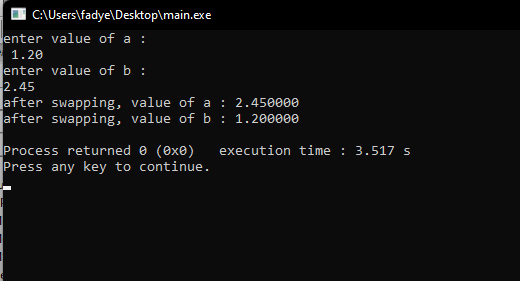 C:\Users\fadye\Desktop\main.exe
enter value of a :
 1.20
enter value of b :
2.45
after swapping, value of a : 2.450000
after swapping, value of b : 1.200000

Process returned 0 (0x0)   execution time : 3.517 s
Press any key to continue.